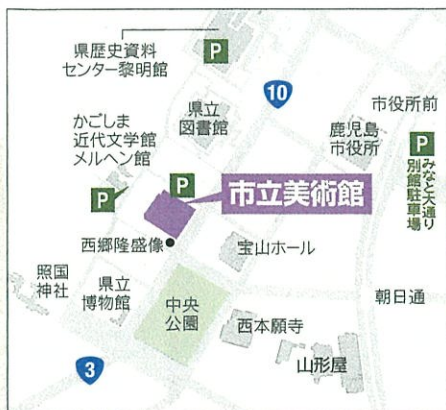 県歴史資料
センター黎明館
P
10
県立
図書館
市役所前
鹿児島
市役所
P
みなと大通り
別館駐車場
かごしま
近代文学館
メルヘン館
P
P
市立美術館
西郷隆盛像
宝山ホール
照国
神社
県立
博物館
中央
公園
朝日通
西本願寺
山形屋
3